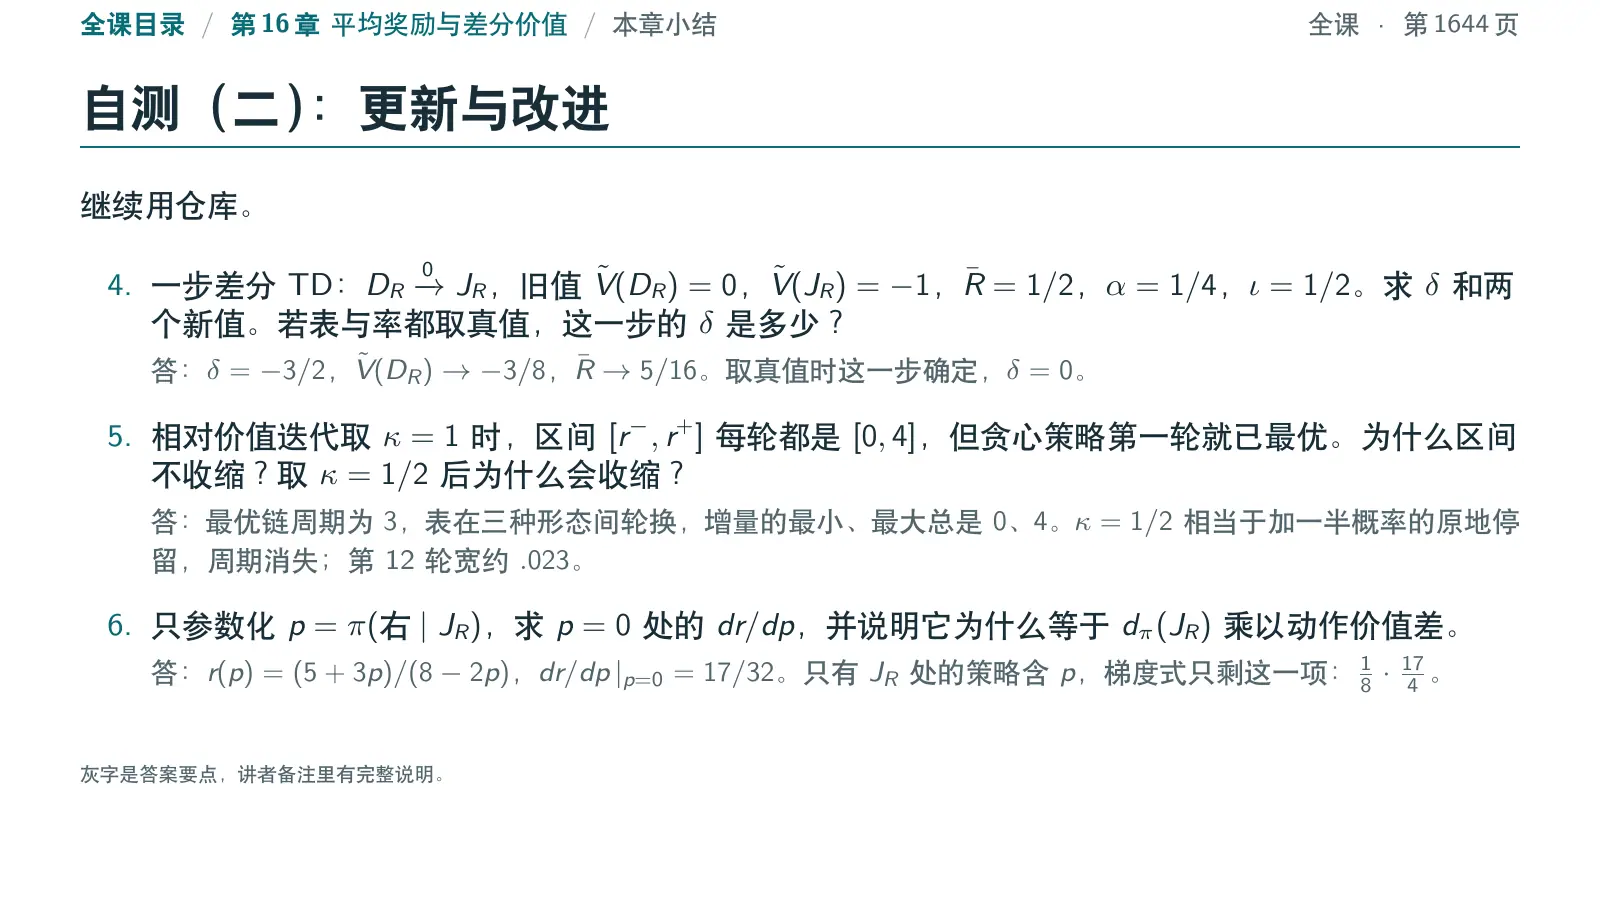 全课目录 / 第 16 章 平均奖励与差分价值 / 本章小结
全课 · 第 1644 页
自测（二）：更新与改进
继续用仓库。
4. 一步差分 TD：D_R →^0 J_R，旧值 Ṽ(D_R) = 0，Ṽ(J_R) = −1，R̄ = 1/2，α = 1/4，ι = 1/2。求 δ 和两
个新值。若表与率都取真值，这一步的 δ 是多少？
答：δ = −3/2，Ṽ(D_R) → −3/8，R̄ → 5/16。取真值时这一步确定，δ = 0。
5. 相对价值迭代取 κ = 1 时，区间 [r⁻, r⁺] 每轮都是 [0, 4]，但贪心策略第一轮就已最优。为什么区间
不收缩？取 κ = 1/2 后为什么会收缩？
答：最优链周期为 3，表在三种形态间轮换，增量的最小、最大总是 0、4。κ = 1/2 相当于加一半概率的原地停
留，周期消失；第 12 轮宽约 .023。
6. 只参数化 p = π(右 | J_R)，求 p = 0 处的 dr/dp，并说明它为什么等于 d_π(J_R) 乘以动作价值差。
答：r(p) = (5 + 3p)/(8 − 2p)，dr/dp |_{p=0} = 17/32。只有 J_R 处的策略含 p，梯度式只剩这一项：1/8 · 17/4。
灰字是答案要点，讲者备注里有完整说明。